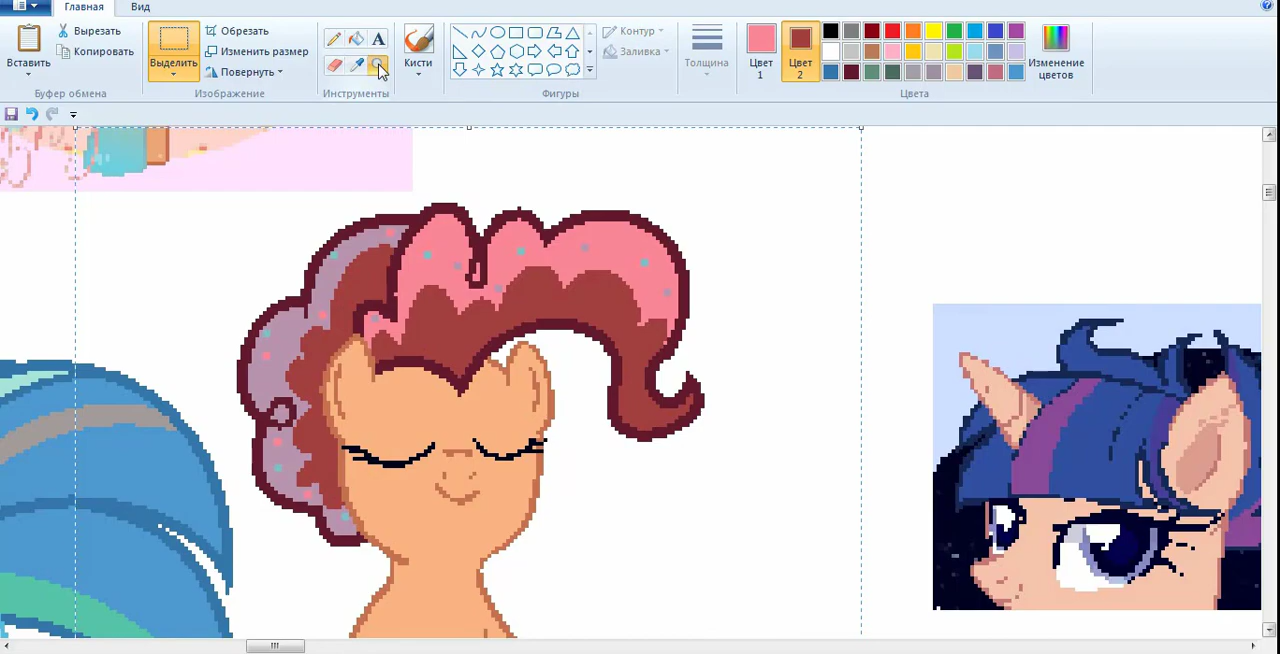 Главная
Вид
Вставить
Вырезать
Копировать
Буфер обмена
Выделить
Обрезать
Изменить размер
Повернуть
Изображение
A
Инструменты
Кисти
Контур
Заливка
Фигуры
Толщина
Цвет 1
Цвет 2
Изменение цветов
Цвета